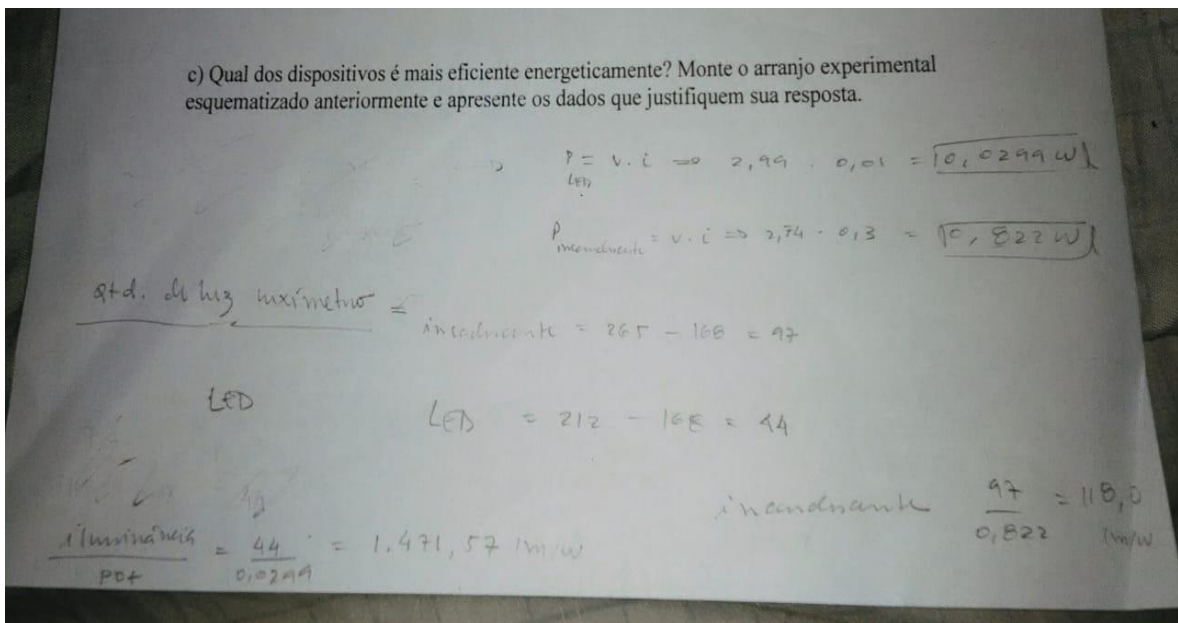 c) Qual dos dispositivos é mais eficiente energeticamente? Monte o arranjo experimental
esquematizado anteriormente e apresente os dados que justifiquem sua resposta.
P = v.i => 2,99 . 0,01 = 0,0299 W
LED
P = v.i => 2,74 . 0,3 = 0,822 W
Qtd. de luz luxímetro =
= 265 - 168 = 97
LED
LED = 212 - 168 = 44
97 = 118,0
0,822 lm/w
iluminância = 44 = 1.471,57 lm/w
pot 0,0299